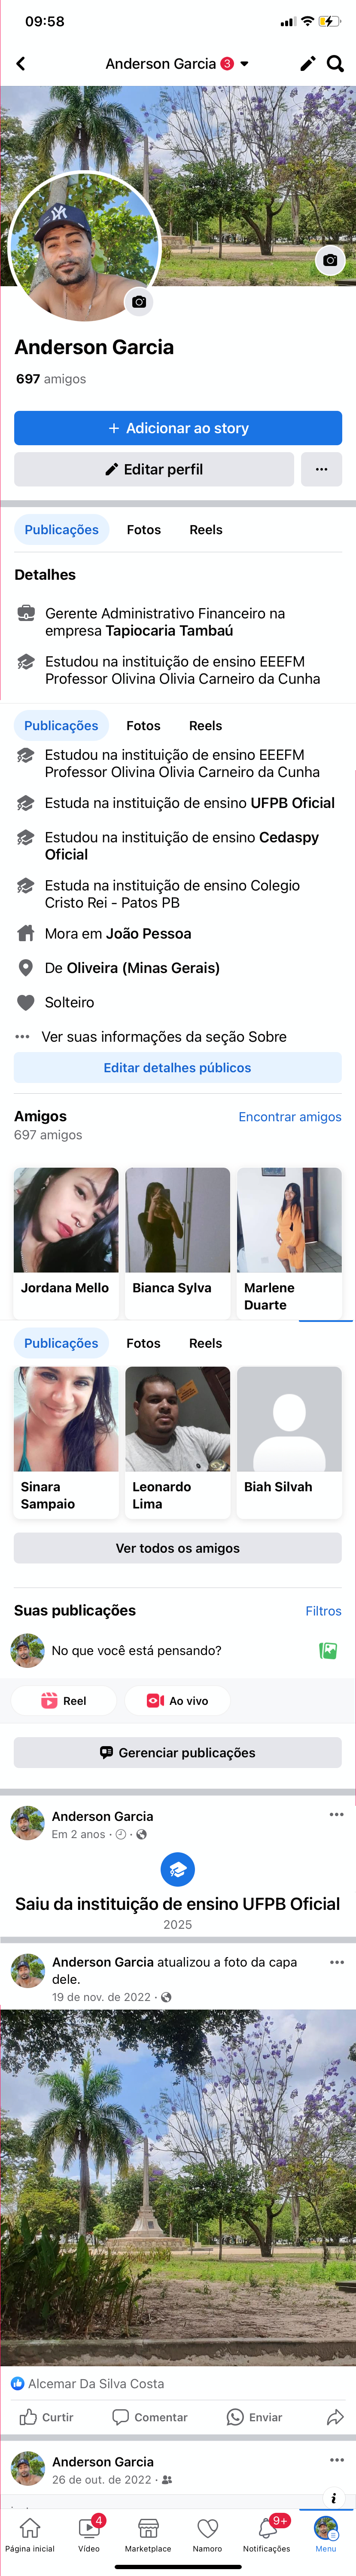 09:58
Anderson Garcia 3
NY
Anderson Garcia
697 amigos
+ Adicionar ao story
Editar perfil
Publicações Fotos Reels
Detalhes
Gerente Administrativo Financeiro na
empresa Tapiocaria Tambaú
Estudou na instituição de ensino EEEFM
Professor Olivina Olivia Carneiro da Cunha
Publicações Fotos Reels
Estudou na instituição de ensino EEEFM
Professor Olivina Olivia Carneiro da Cunha
Estuda na instituição de ensino UFPB Oficial
Estudou na instituição de ensino Cedaspy
Oficial
Estuda na instituição de ensino Colegio
Cristo Rei - Patos PB
Mora em João Pessoa
De Oliveira (Minas Gerais)
Solteiro
Ver suas informações da seção Sobre
Editar detalhes públicos
Amigos Encontrar amigos
697 amigos
Jordana Mello Bianca Sylva Marlene
Duarte
Publicações Fotos Reels
Sinara
Sampaio
Leonardo
Lima
Biah Silvah
Ver todos os amigos
Suas publicações Filtros
No que você está pensando?
Reel Ao vivo
Gerenciar publicações
Anderson Garcia
Em 2 anos
Saiu da instituição de ensino UFPB Oficial
2025
Anderson Garcia atualizou a foto da capa
dele.
19 de nov. de 2022
Alcemar Da Silva Costa
Curtir Comentar Enviar
Anderson Garcia
26 de out. de 2022
4 9+
Página inicial Vídeo Marketplace Namoro Notificações Menu